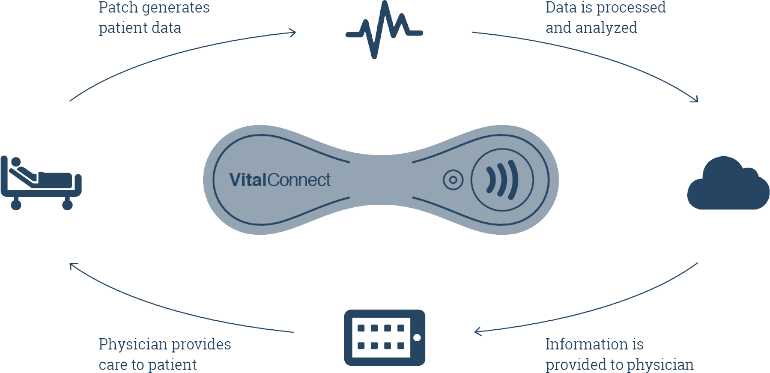 Patch generates
patient data
Data is processed
and analyzed
VitalConnect
Physician provides
care to patient
Information is
provided to physician